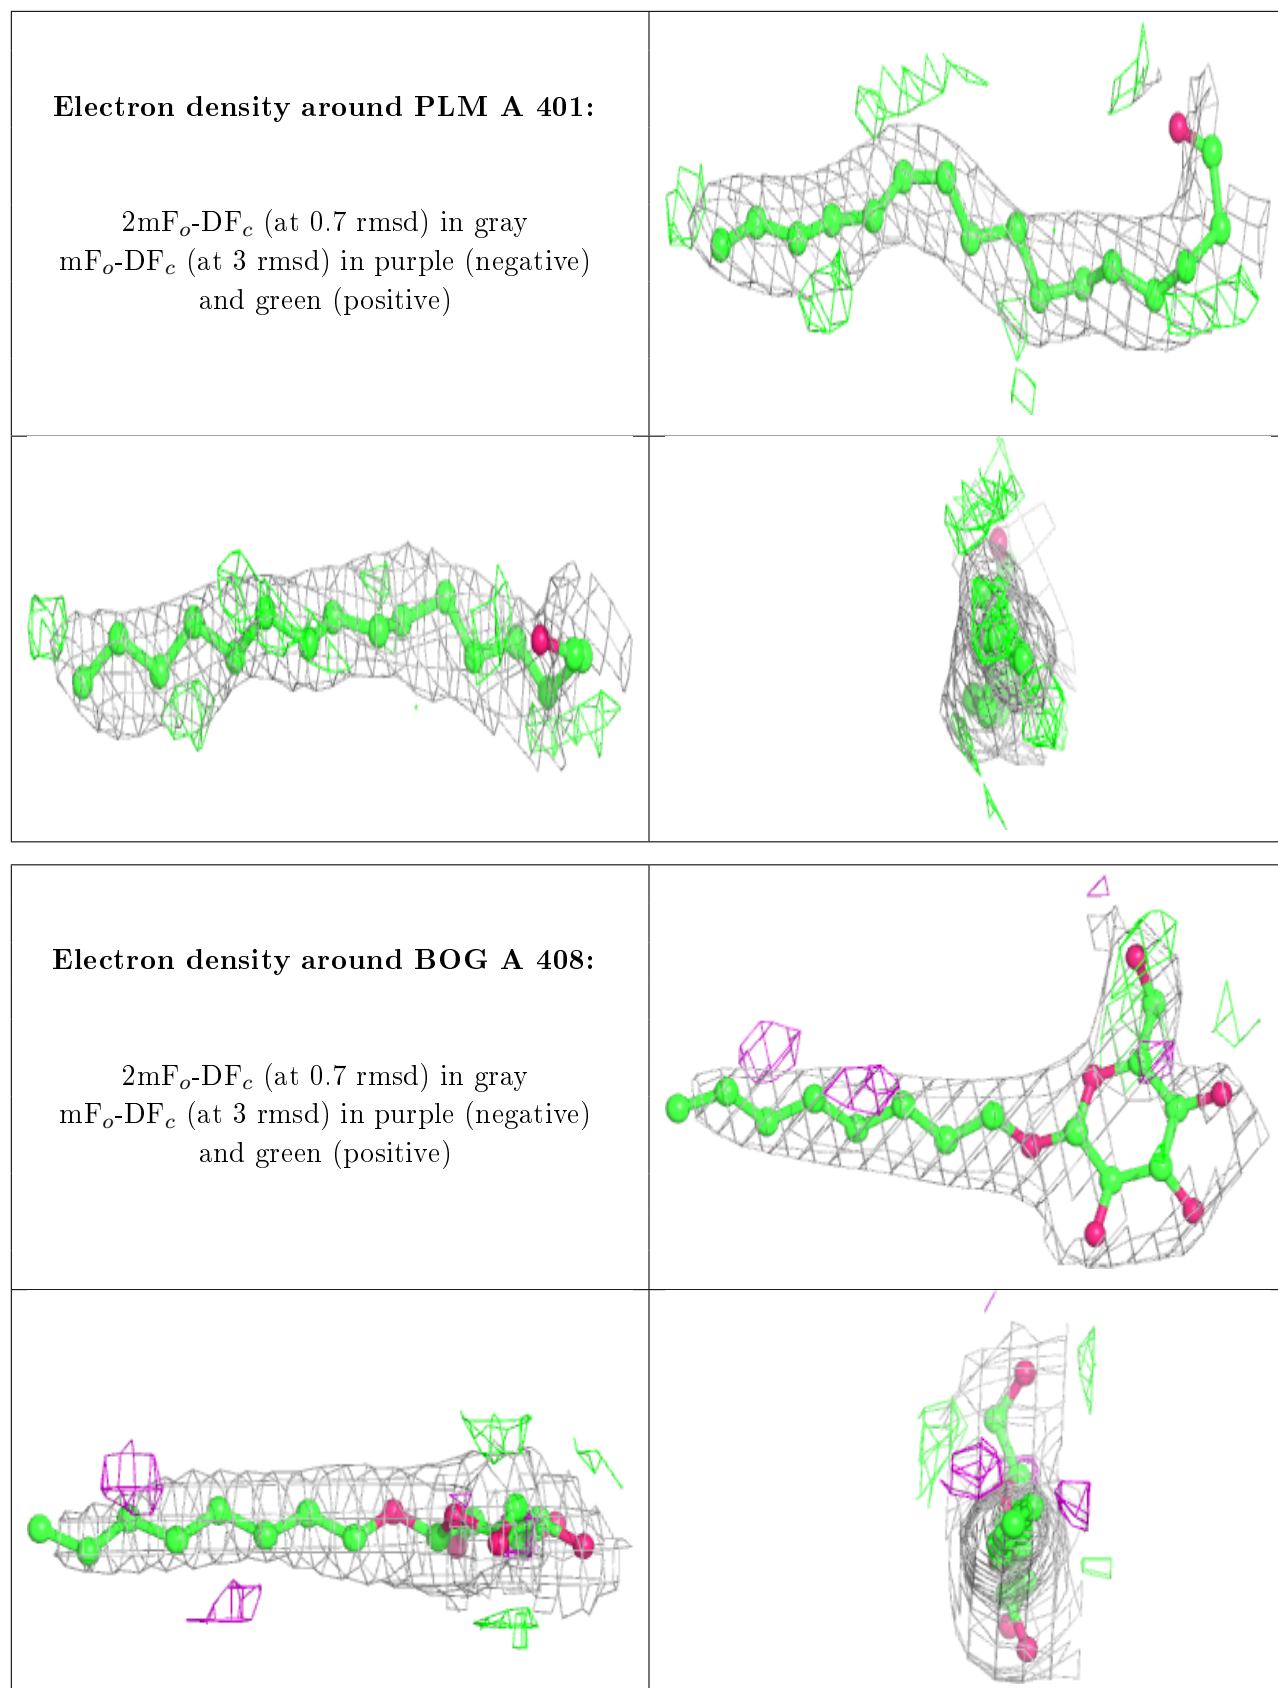 Electron density around PLM A 401:
2mFₒ-DF𝒸 (at 0.7 rmsd) in gray
mFₒ-DF𝒸 (at 3 rmsd) in purple (negative)
and green (positive)
Electron density around BOG A 408:
2mFₒ-DF𝒸 (at 0.7 rmsd) in gray
mFₒ-DF𝒸 (at 3 rmsd) in purple (negative)
and green (positive)